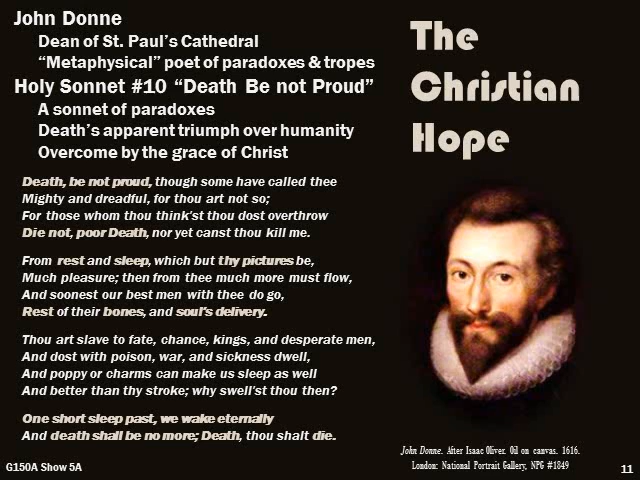 John Donne
Dean of St. Paul's Cathedral
“Metaphysical” poet of paradoxes & tropes
Holy Sonnet #10 “Death Be not Proud”
A sonnet of paradoxes
Death's apparent triumph over humanity
Overcome by the grace of Christ
Death, be not proud, though some have called thee
Mighty and dreadful, for thou art not so;
For those whom thou think'st thou dost overthrow
Die not, poor Death, nor yet canst thou kill me.
From rest and sleep, which but thy pictures be,
Much pleasure; then from thee much more must flow,
And soonest our best men with thee do go,
Rest of their bones, and soul's delivery.
Thou art slave to fate, chance, kings, and desperate men,
And dost with poison, war, and sickness dwell,
And poppy or charms can make us sleep as well
And better than thy stroke; why swell'st thou then?
One short sleep past, we wake eternally
And death shall be no more; Death, thou shalt die.
The
Christian
Hope
John Donne. After Isaac Oliver. Oil on canvas. 1616.
London: National Portrait Gallery, NPG #1849
G150A Show 5A
11